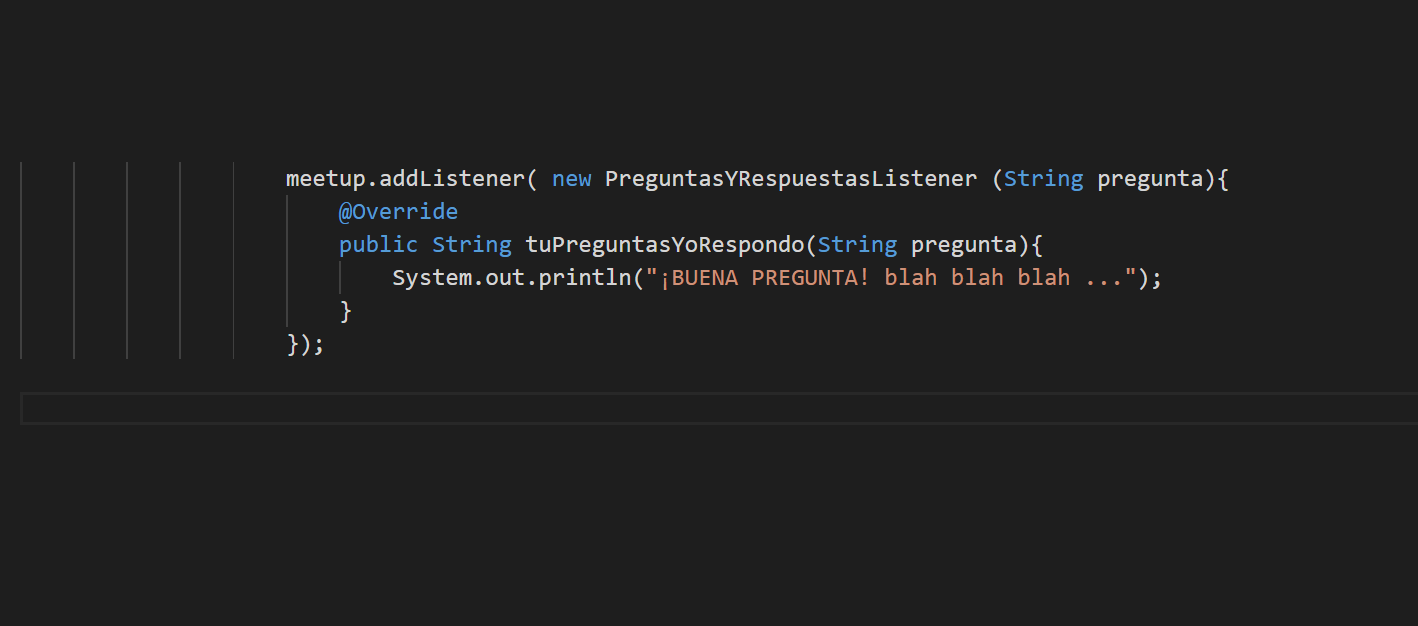 meetup.addListener( new PreguntasYRespuestasListener (String pregunta){
@Override
public String tuPreguntasYoRespondo(String pregunta){
System.out.println("¡BUENA PREGUNTA! blah blah blah ...");
}
});